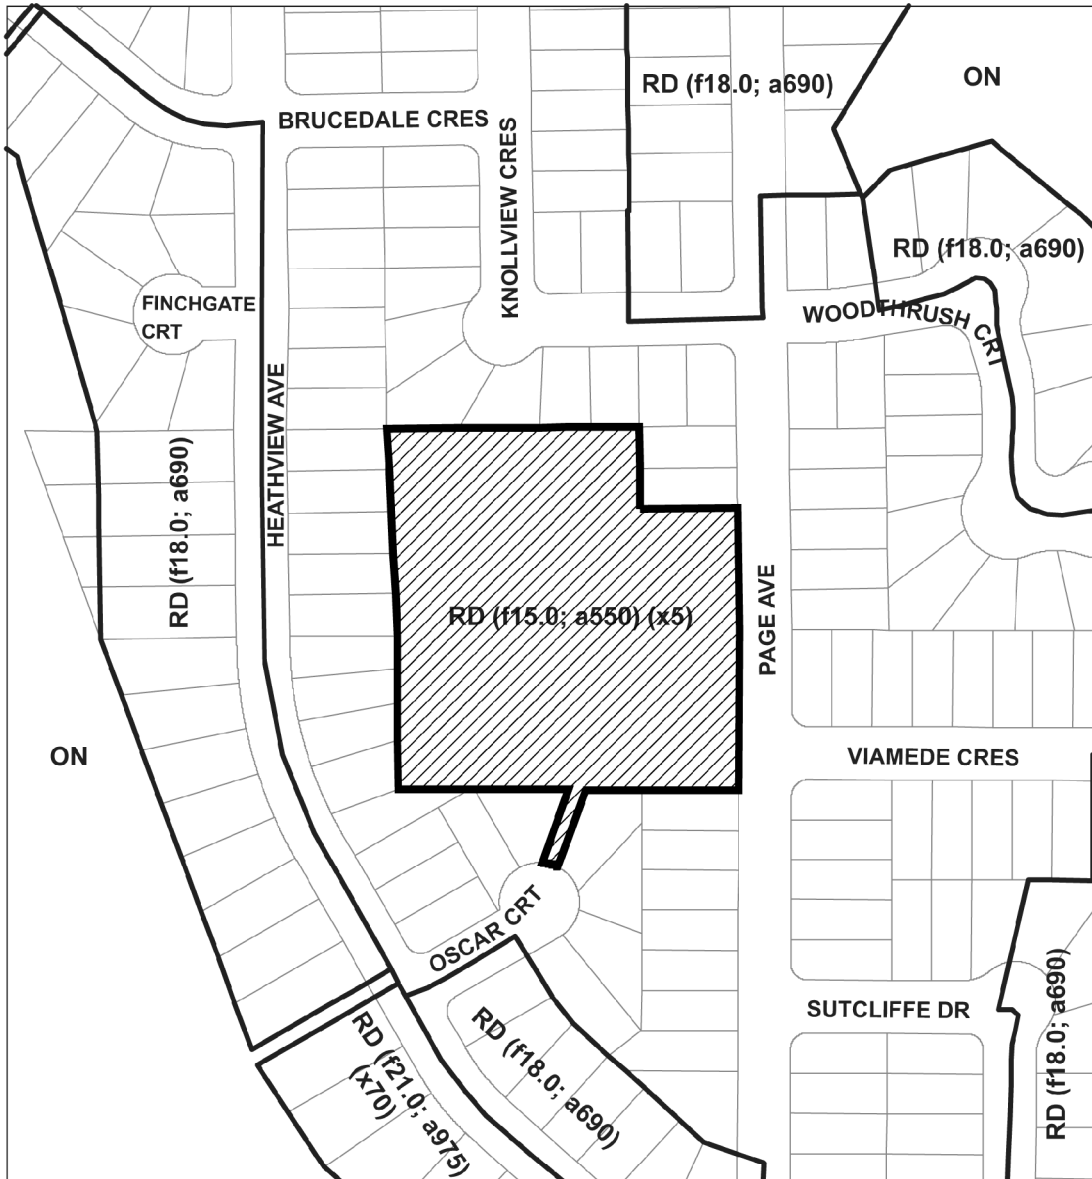 RD (f18.0; a690)
ON
BRUCEDALE CRES
KNOLLVIEW CRES
RD (f18.0; a690)
FINCHGATE
CRT
WOODTHRUSH CRT
HEATHVIEW AVE
RD (f18.0; a690)
RD (f15.0; a550) (x5)
PAGE AVE
ON
VIAMEDE CRES
OSCAR CRT
SUTCLIFFE DR
RD (f18.0; a690)
RD (f18.0; a690)
RD (f21.0; a975)
(x70)